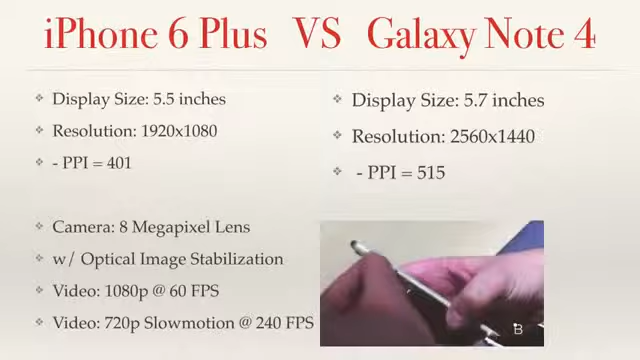 iPhone 6 Plus VS Galaxy Note 4
Display Size: 5.5 inches
Resolution: 1920x1080
- PPI = 401
Camera: 8 Megapixel Lens
w/ Optical Image Stabilization
Video: 1080p @ 60 FPS
Video: 720p Slowmotion @ 240 FPS
Display Size: 5.7 inches
Resolution: 2560x1440
- PPI = 515
B